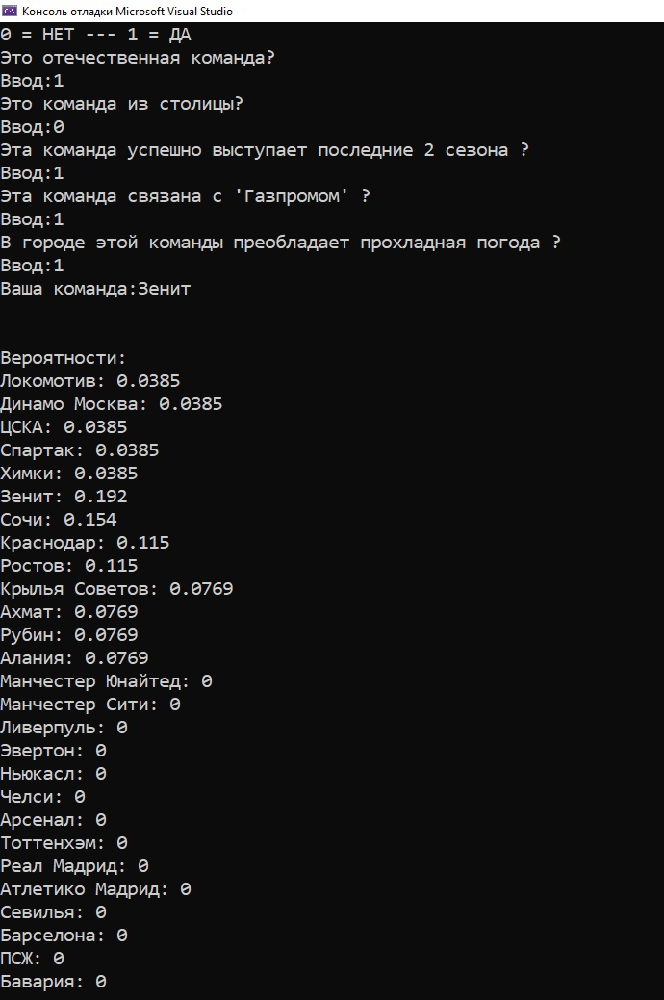 Консоль отладки Microsoft Visual Studio
0 = НЕТ --- 1 = ДА
Это отечественная команда?
Ввод:1
Это команда из столицы?
Ввод:0
Эта команда успешно выступает последние 2 сезона ?
Ввод:1
Эта команда связана с 'Газпромом' ?
Ввод:1
В городе этой команды преобладает прохладная погода ?
Ввод:1
Ваша команда:Зенит
Вероятности:
Локомотив: 0.0385
Динамо Москва: 0.0385
ЦСКА: 0.0385
Спартак: 0.0385
Химки: 0.0385
Зенит: 0.192
Сочи: 0.154
Краснодар: 0.115
Ростов: 0.115
Крылья Советов: 0.0769
Ахмат: 0.0769
Рубин: 0.0769
Алания: 0.0769
Манчестер Юнайтед: 0
Манчестер Сити: 0
Ливерпуль: 0
Эвертон: 0
Ньюкасл: 0
Челси: 0
Арсенал: 0
Тоттенхэм: 0
Реал Мадрид: 0
Атлетико Мадрид: 0
Севилья: 0
Барселона: 0
ПСЖ: 0
Бавария: 0